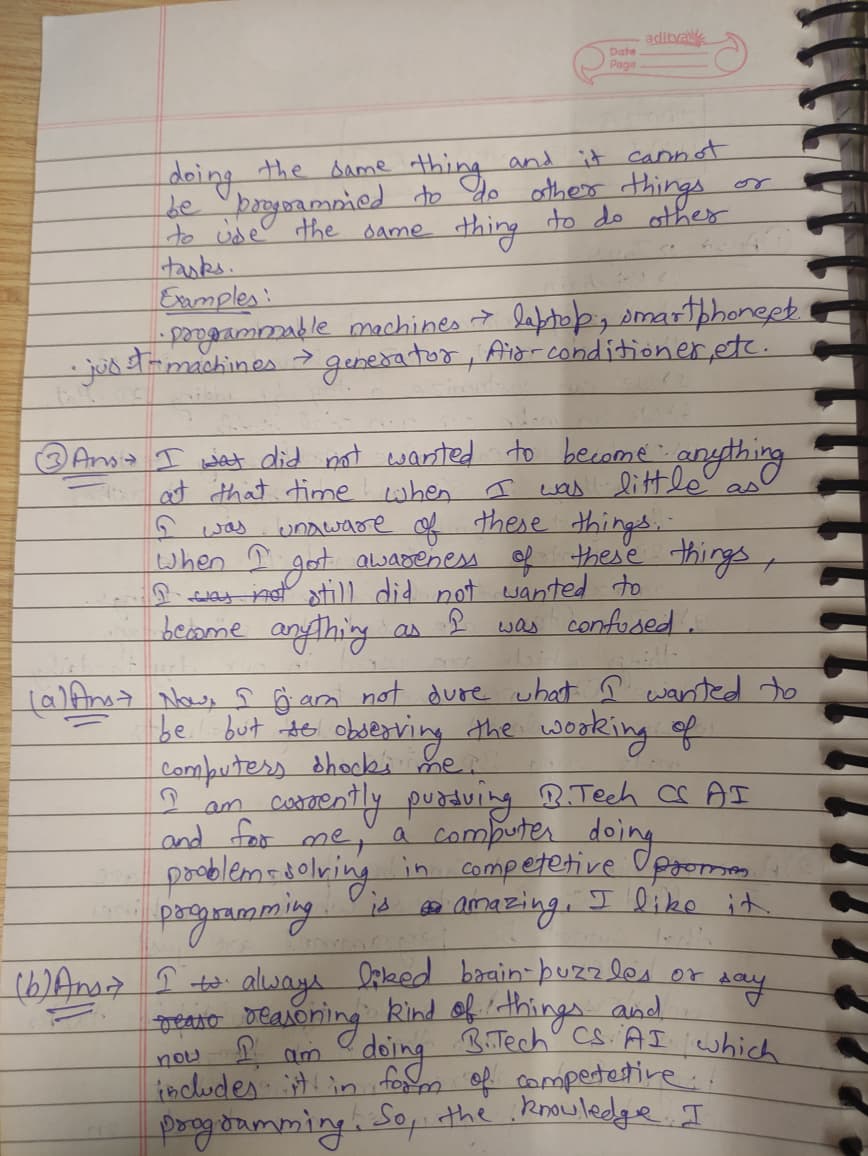 aditya
Date
Page
doing the same thing and it cannot
be programmied to do other things or
to use the same thing to do other
tasks.
Examples:
· programmable machines → laptop, smartphone,etc.
· just-machines → generator, Air-conditioner,etc.
③ Ans→ I was did not wanted to become anything
at that time when I was little as
I was unaware of these things.
When I got awareness of these things,
I was not still did not wanted to
become anything as I was confused.
(a) Ans→ Now, I am not sure what I wanted to
be but observing the working of
computers shocks me.
I am currently pursuing B.Tech CS AI
and for me, a computer doing
problem-solving in competetive
programming is amazing. I like it.
(b) Ans→ I always liked brain-puzzles or say
reaso reasoning kind of things and
now I am doing B.Tech CS AI which
includes it in form of competetive
programming. So, the knowledge I